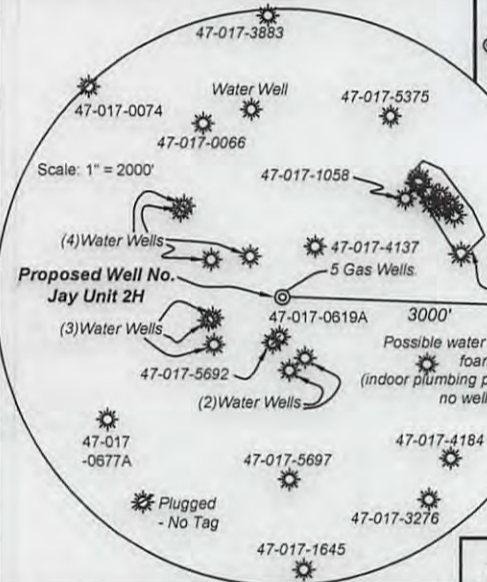 47-017-3883
47-017-0074
Water Well
47-017-5375
47-017-0066
Scale: 1" = 2000'
47-017-1058
(4)Water Wells
47-017-4137
Proposed Well No.
Jay Unit 2H
5 Gas Wells
47-017-0619A
3000'
(3)Water Wells
Possible water
foar
(indoor plumbing p
no well
47-017-5692
(2)Water Wells
47-017
-0677A
47-017-4184
47-017-5697
Plugged
- No Tag
47-017-3276
47-017-1645